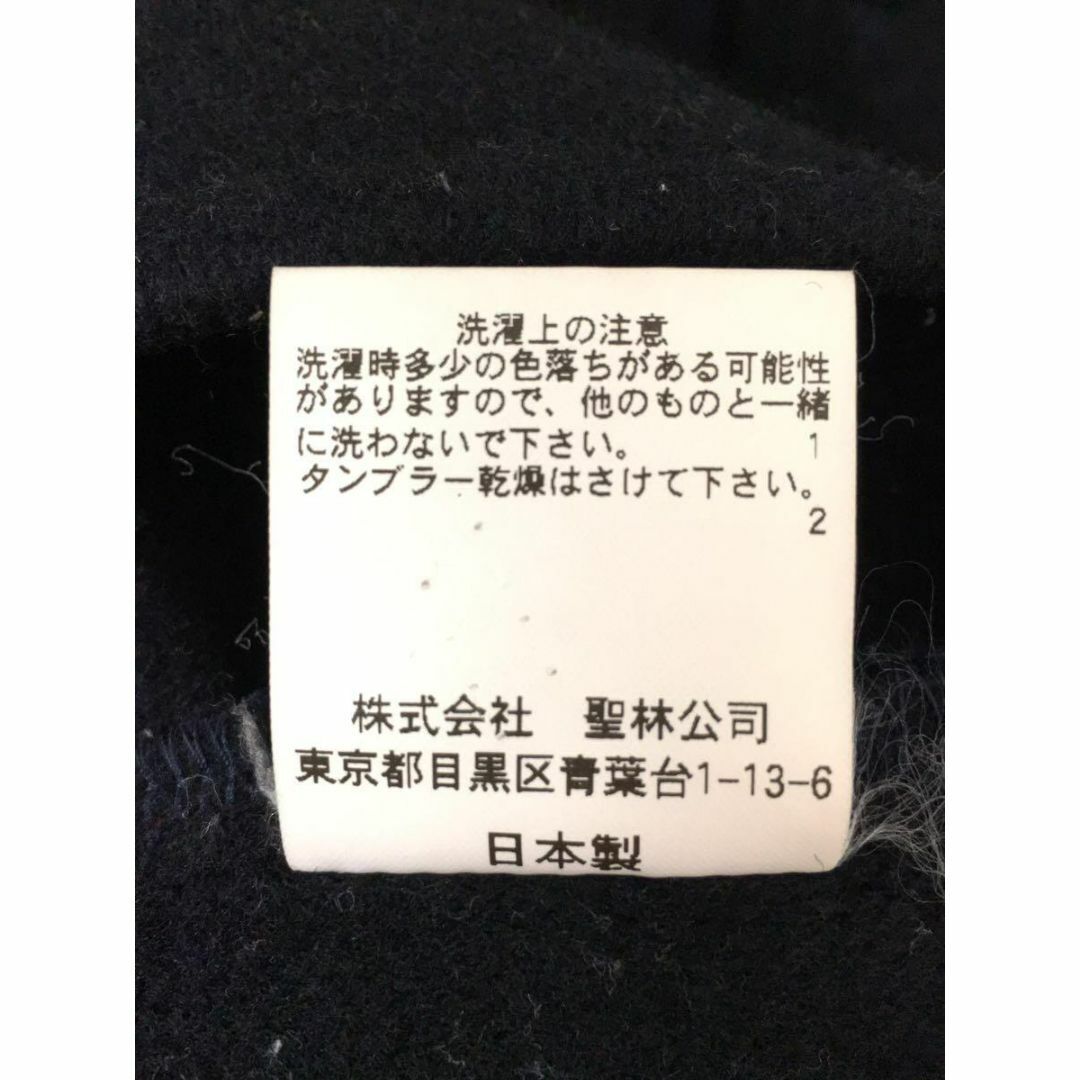 洗濯上の注意
洗濯時多少の色落ちがある可能性
がありますので、他のものと一緒
に洗わないで下さい。 1
タンブラー乾燥はさけて下さい。
2
株式会社 聖林公司
東京都目黒区青葉台1-13-6
日本製